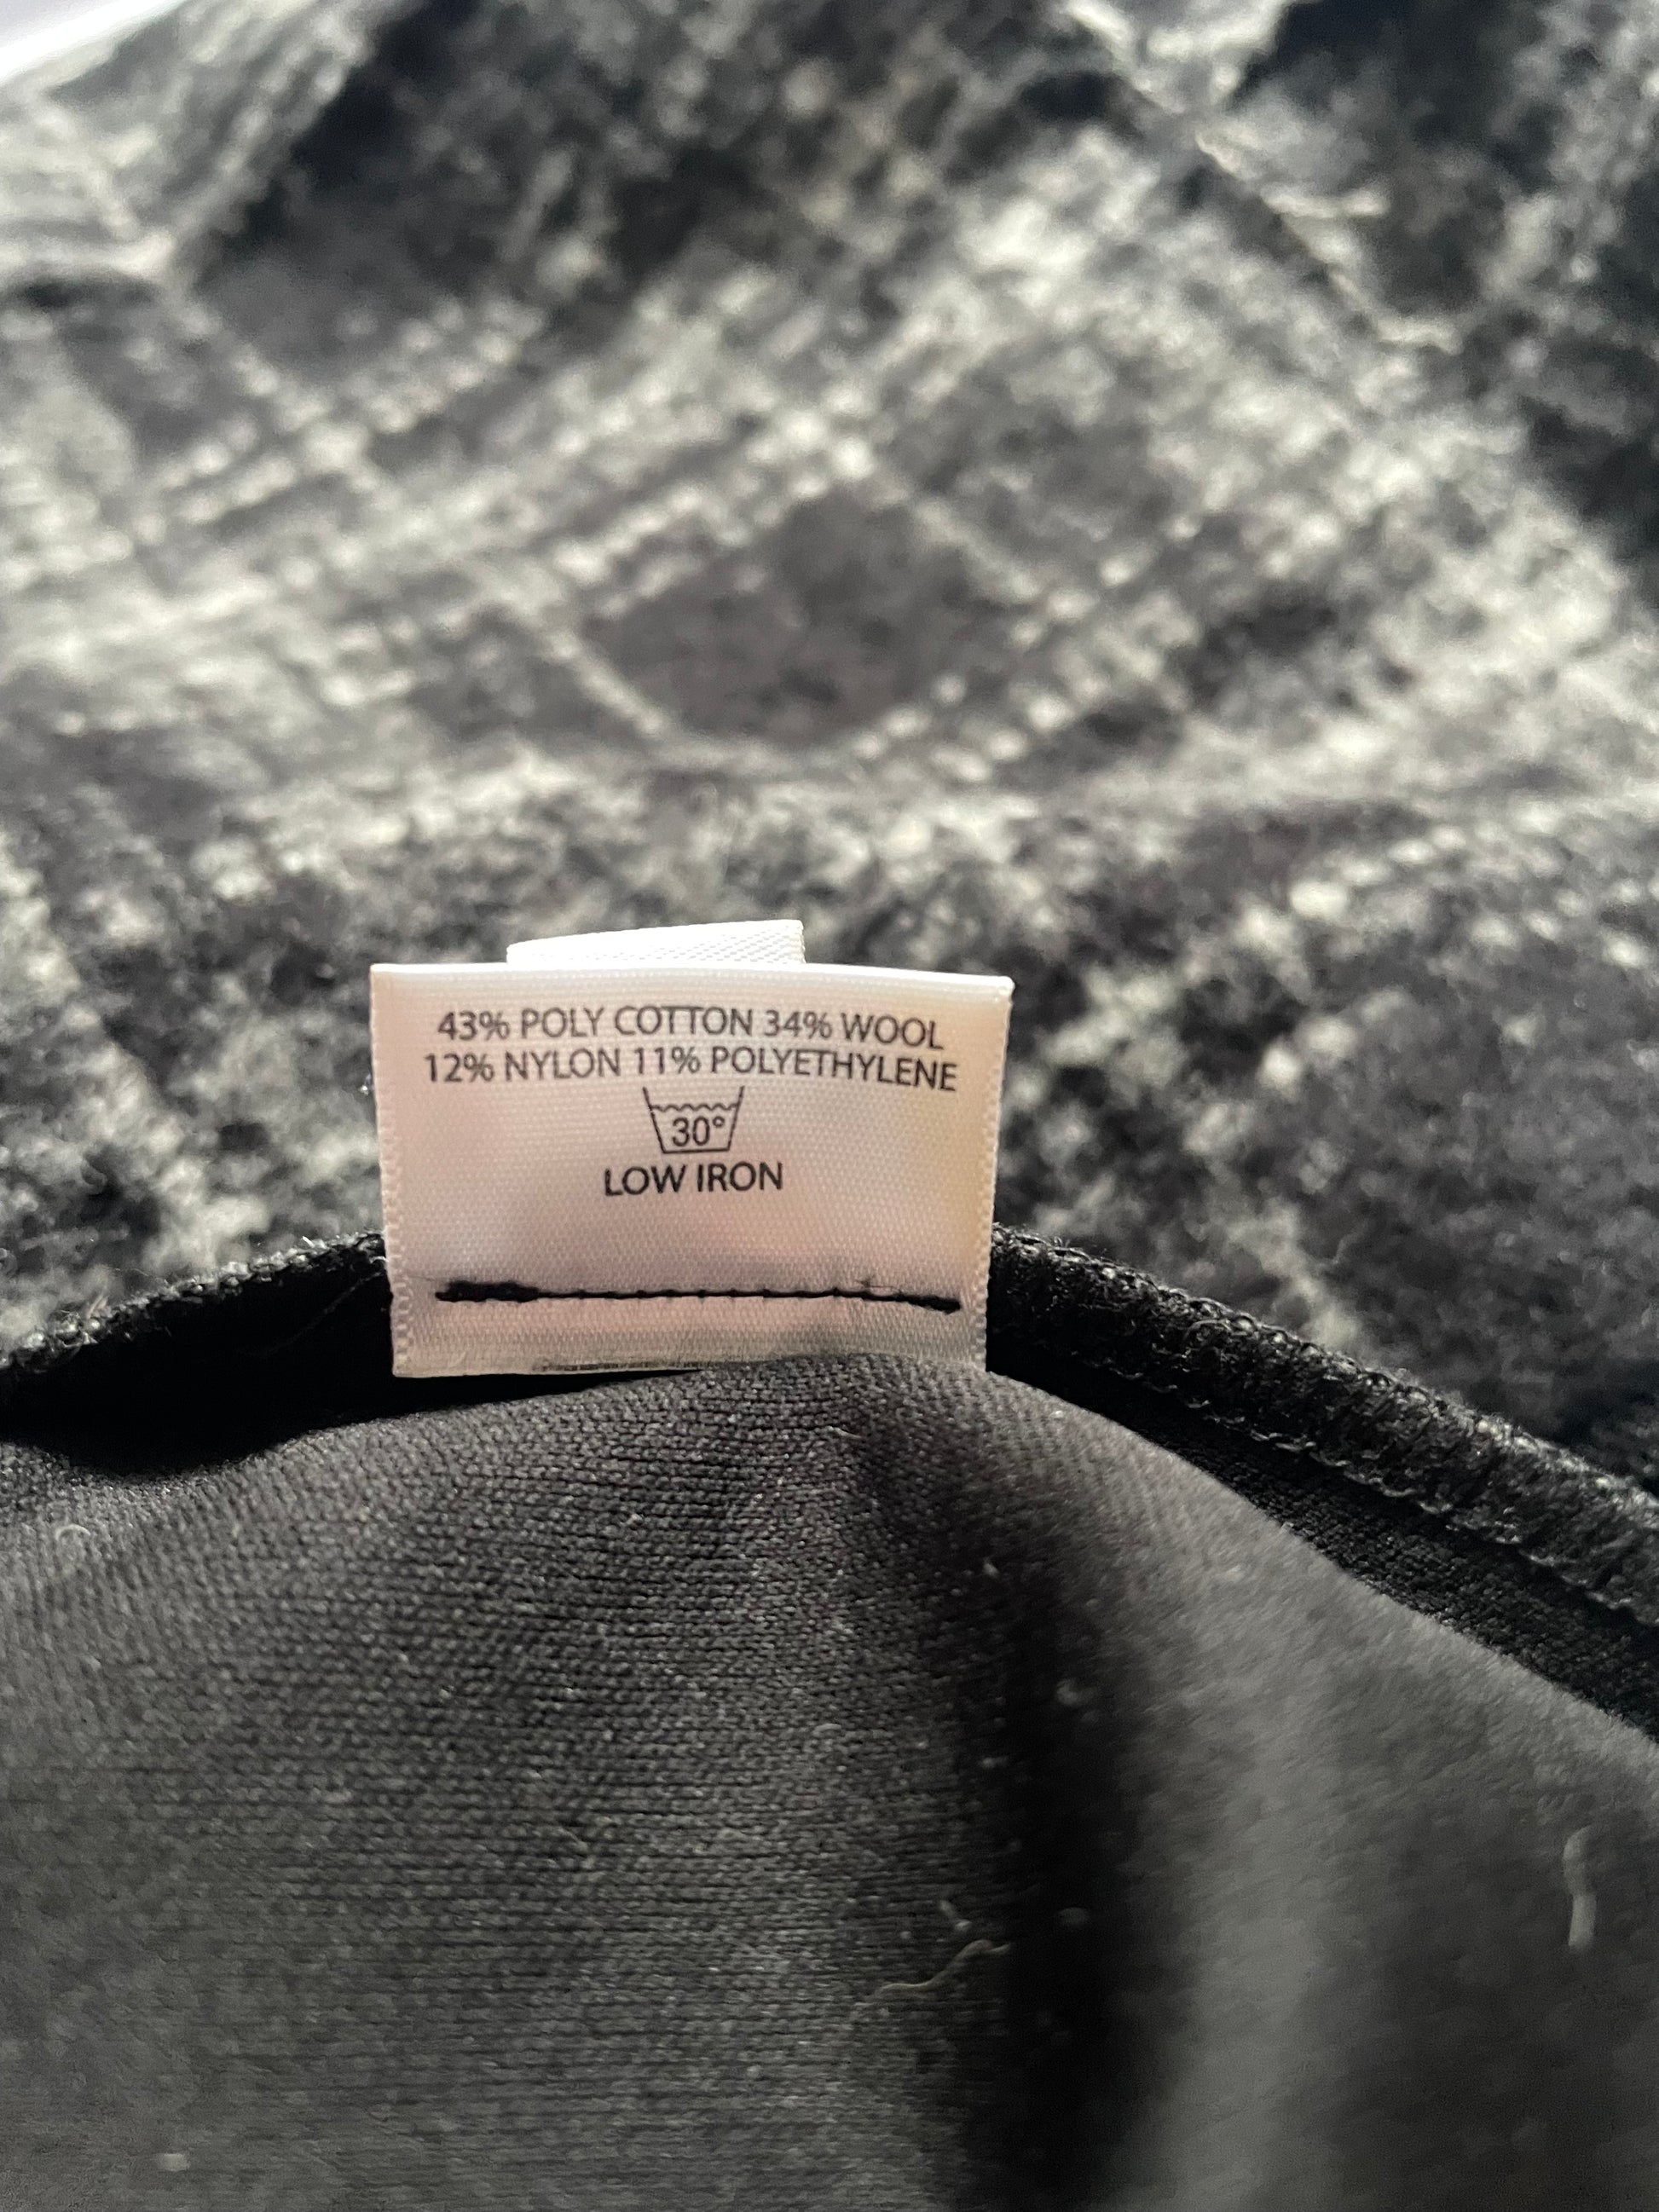 43% POLY COTTON 34% WOOL
12% NYLON 11% POLYETHYLENE
30°
LOW IRON